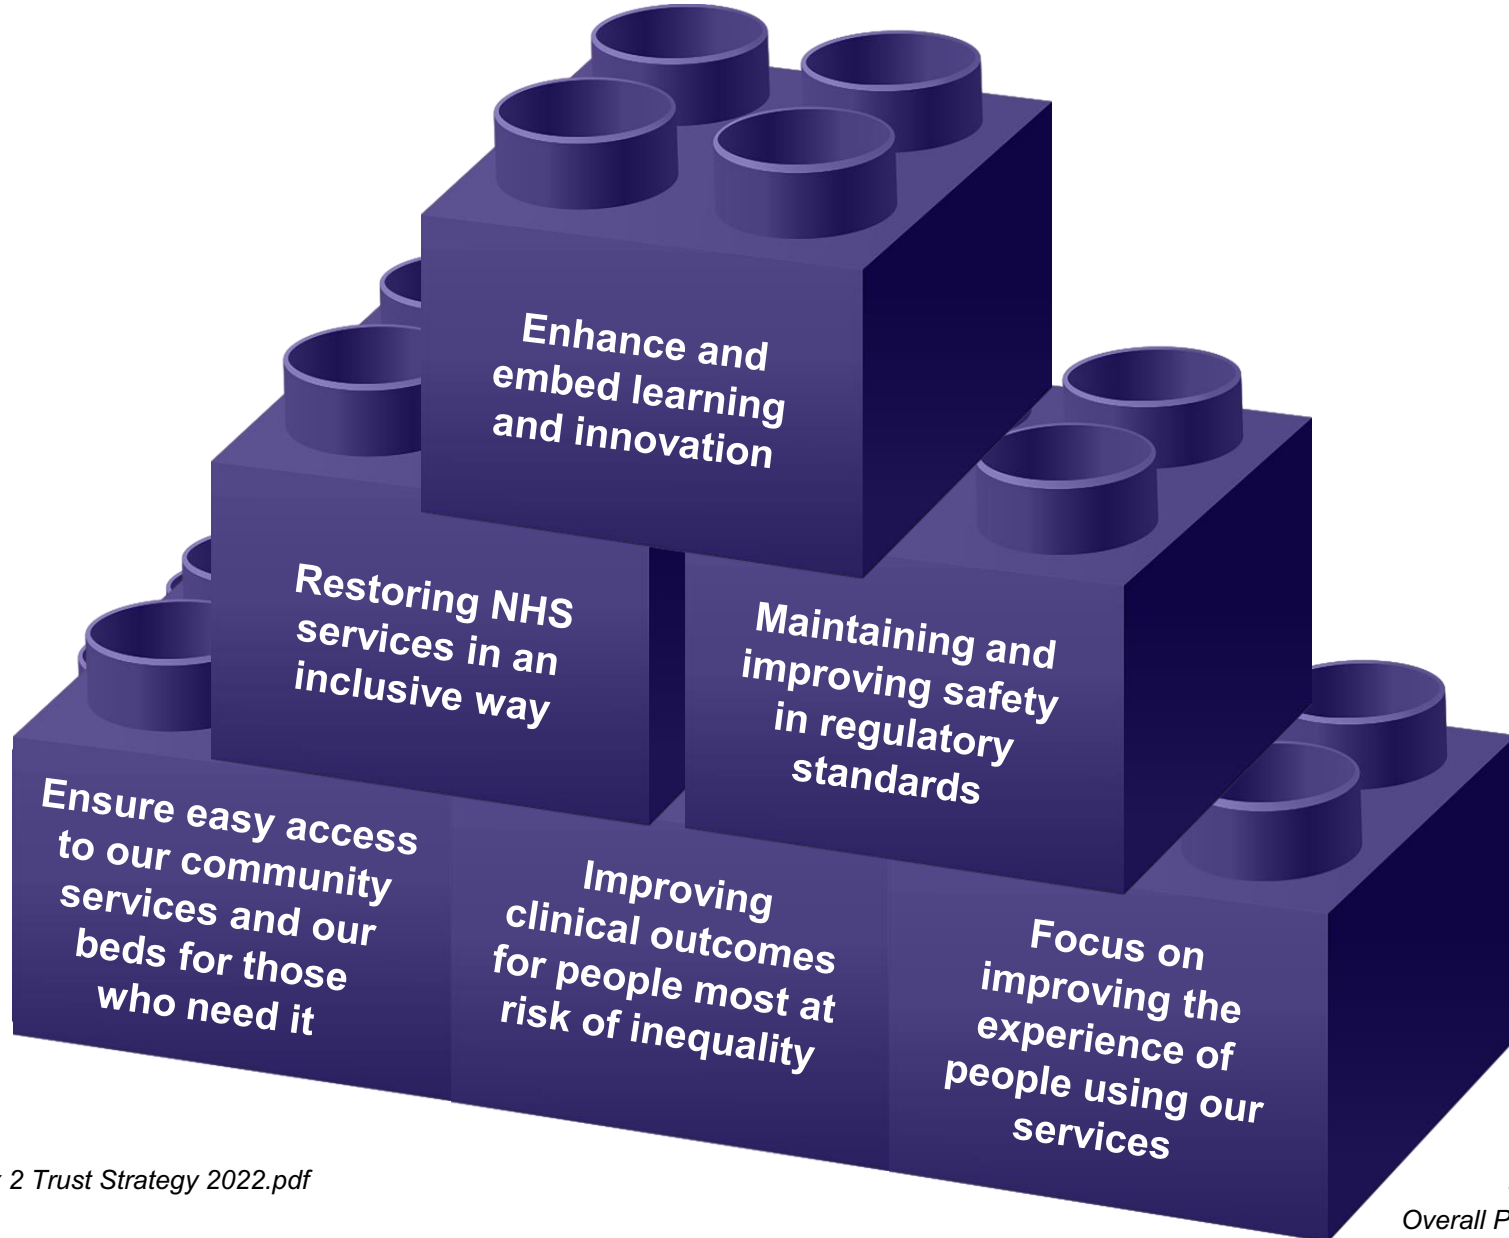 Enhance and
embed learning
and innovation
Restoring NHS
services in an
inclusive way
Maintaining and
improving safety
in regulatory
standards
Ensure easy access
to our community
services and our
beds for those
who need it
Improving
clinical outcomes
for people most at
risk of inequality
Focus on
improving the
experience of
people using our
services
2 Trust Strategy 2022.pdf
Overall P